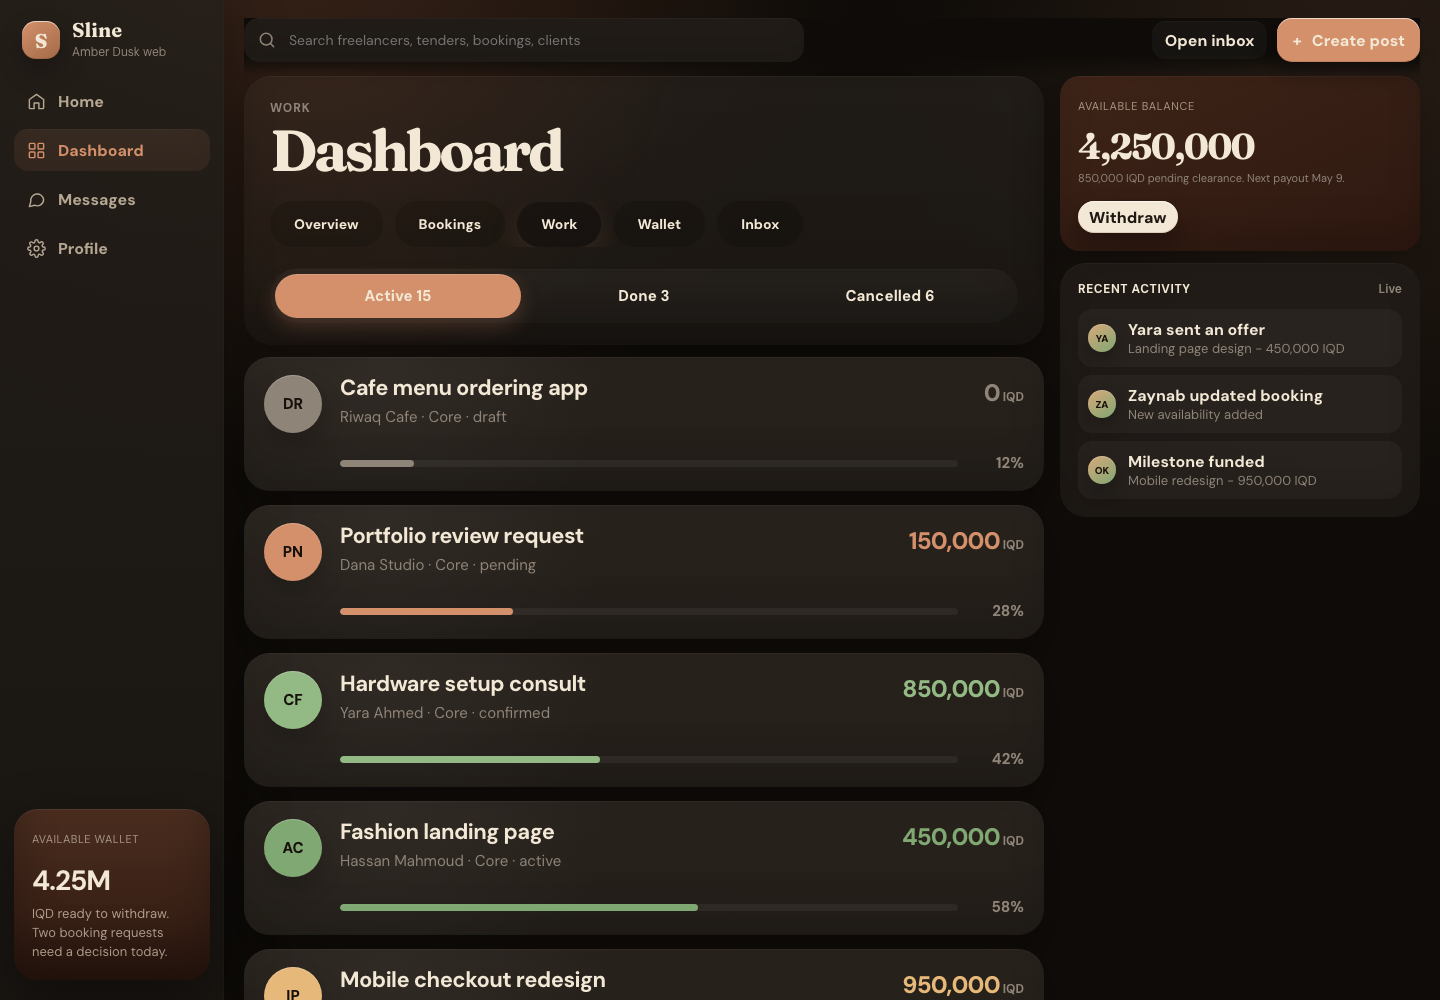 S
Sline
Amber Dusk web
Home
Dashboard
Messages
Profile
AVAILABLE WALLET
4.25M
IQD ready to withdraw.
Two booking requests
need a decision today.
Search freelancers, tenders, bookings, clients
Open inbox
+ Create post
WORK
Dashboard
Overview
Bookings
Work
Wallet
Inbox
Active 15
Done 3
Cancelled 6
DR
Cafe menu ordering app
0 IQD
Riwaq Cafe · Core · draft
12%
PN
Portfolio review request
150,000 IQD
Dana Studio · Core · pending
28%
CF
Hardware setup consult
850,000 IQD
Yara Ahmed · Core · confirmed
42%
AC
Fashion landing page
450,000 IQD
Hassan Mahmoud · Core · active
58%
IP
Mobile checkout redesign
950,000 IQD
AVAILABLE BALANCE
4,250,000
850,000 IQD pending clearance. Next payout May 9.
Withdraw
RECENT ACTIVITY
Live
YA
Yara sent an offer
Landing page design - 450,000 IQD
ZA
Zaynab updated booking
New availability added
OK
Milestone funded
Mobile redesign - 950,000 IQD